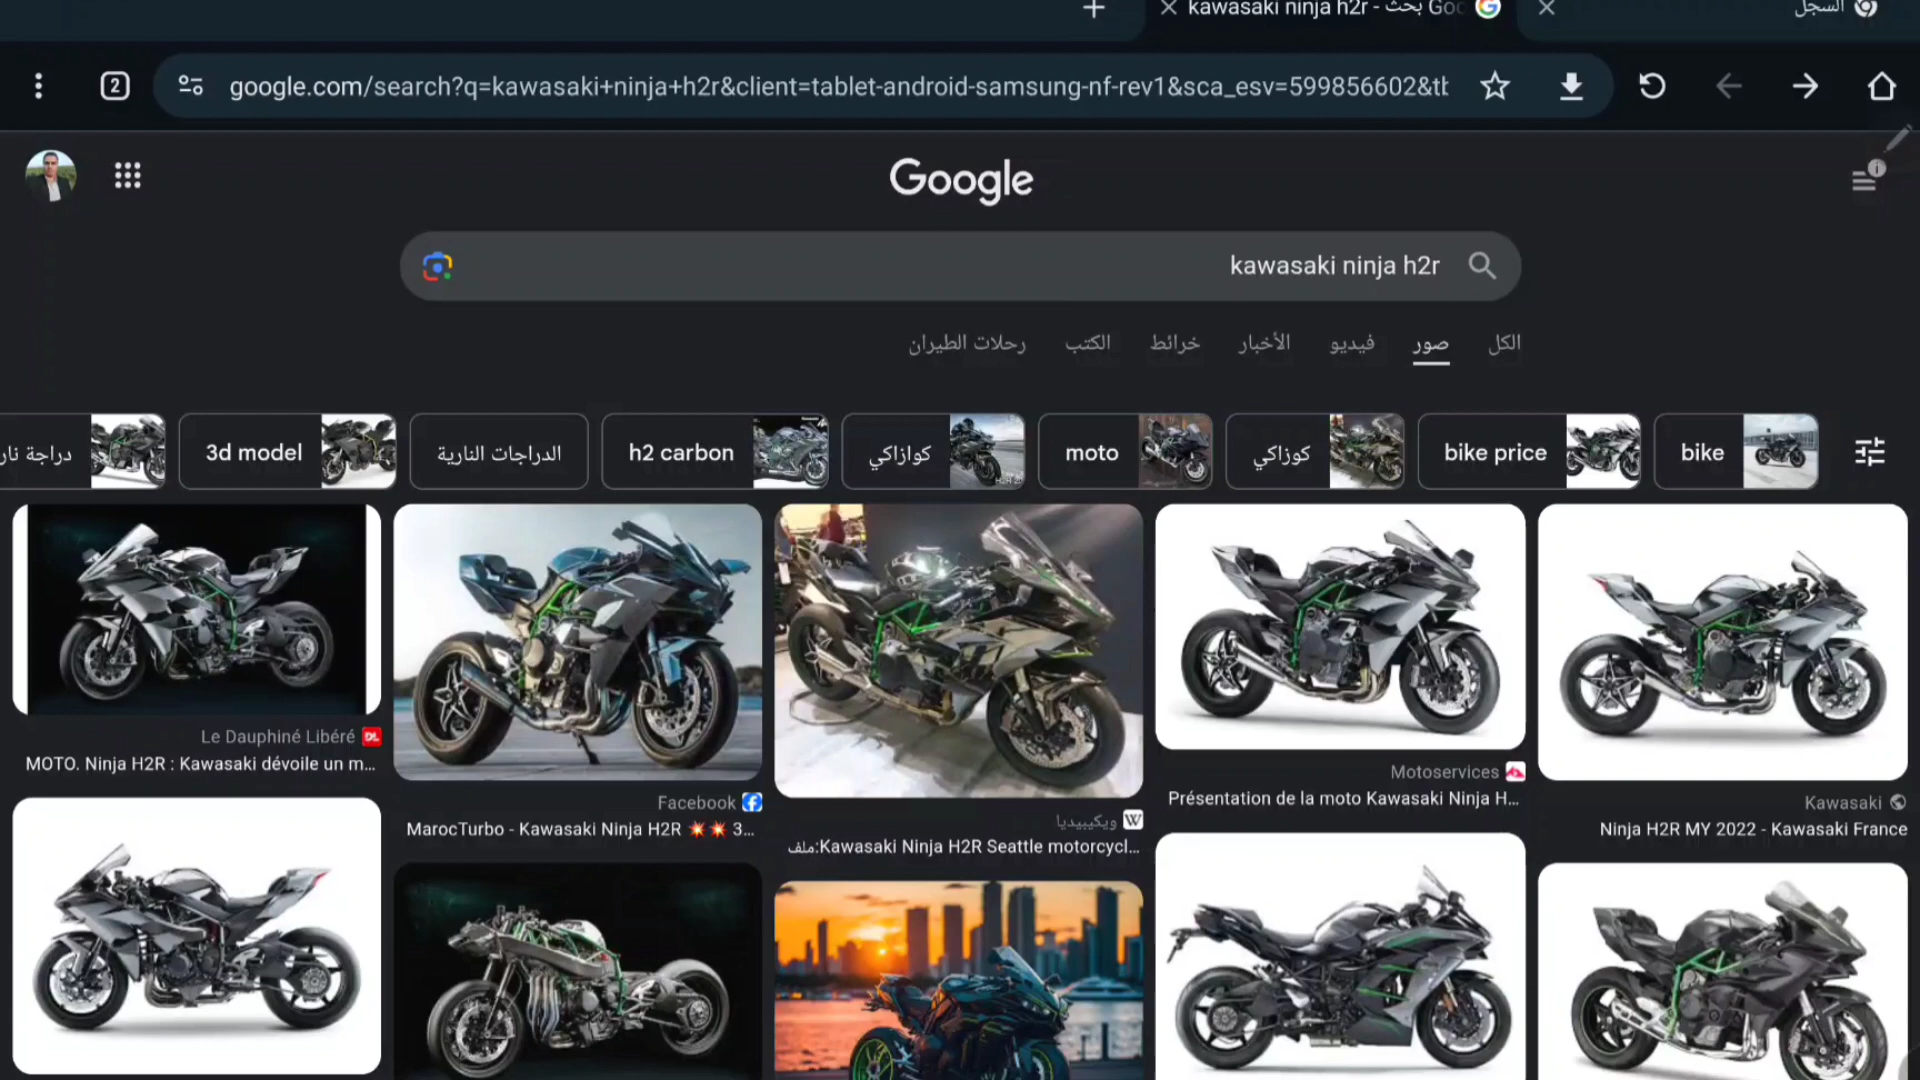 kawasaki ninja h2r - بحث Goo
السجل
2
google.com/search?q=kawasaki+ninja+h2r&client=tablet-android-samsung-nf-rev1&sca_esv=599856602&tb
Google
kawasaki ninja h2r
الكل صور فيديو الأخبار خرائط الكتب رحلات الطيران
bike bike price كوزاكي moto كوازاكي h2 carbon الدراجات النارية 3d model دراجة نار
Le Dauphiné Libéré
MOTO. Ninja H2R : Kawasaki dévoile un m...
Facebook
MarocTurbo - Kawasaki Ninja H2R 💥💥 3...
ويكيبيديا
ملف:Kawasaki Ninja H2R Seattle motorcycl...
Motoservices
Présentation de la moto Kawasaki Ninja H...
Kawasaki
Ninja H2R MY 2022 - Kawasaki France